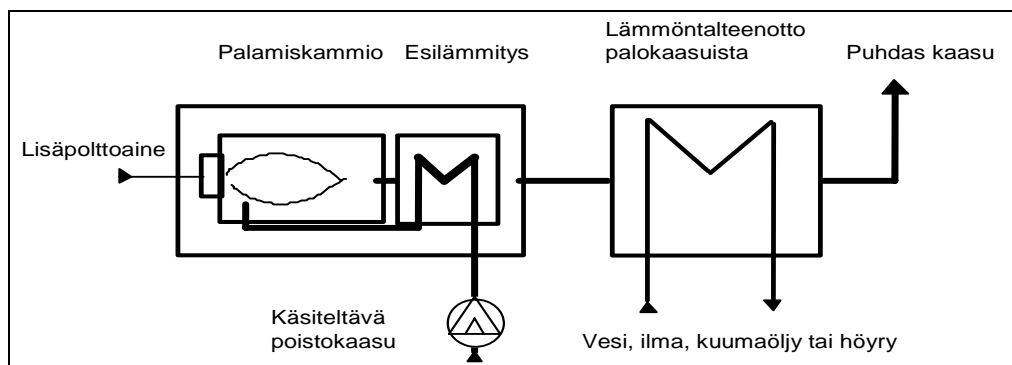 Lämmöntalteenotto
palokaasuista
Palamiskammio
Esilämmitys
Puhdas kaasu
Lisäpolttoaine
Käsiteltävä
poistokaasu
Vesi, ilma, kuumaöljy tai höyry